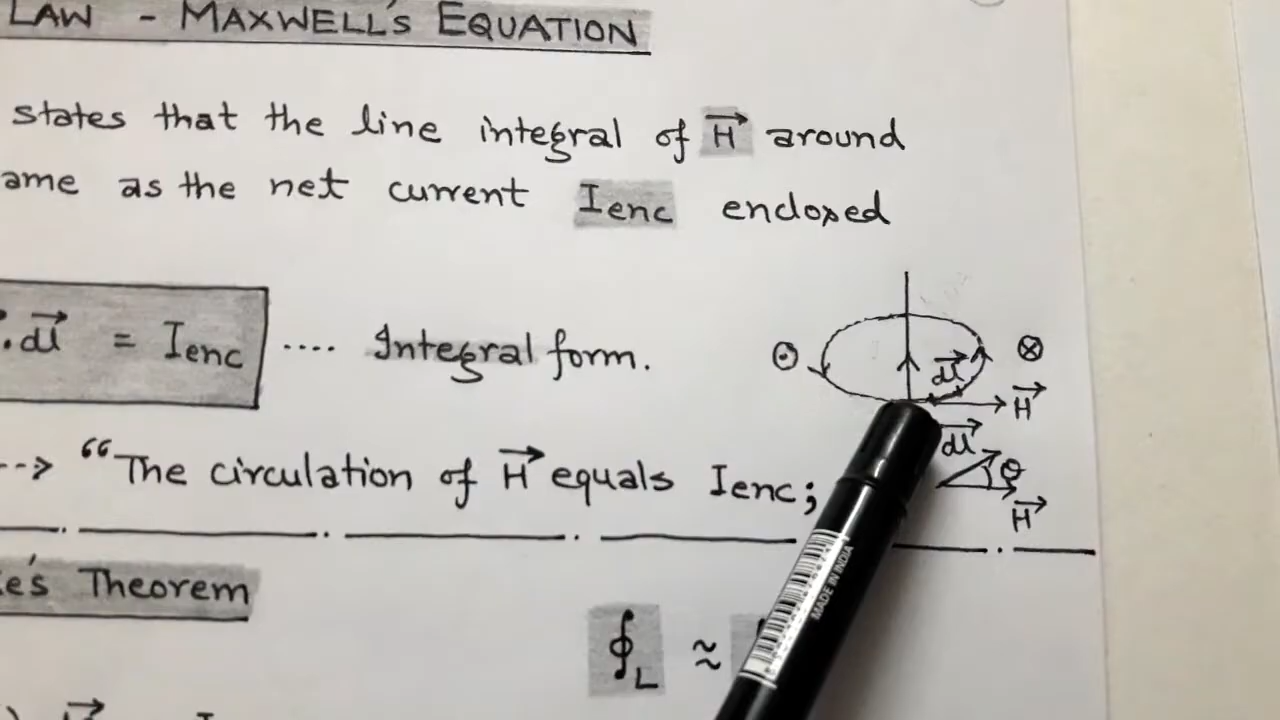 LAW - MAXWELL'S EQUATION
states that the line integral of H⃗ around
ame as the net current Ienc enclosed
.dl⃗ = Ienc .... Integral form.
⊙ dl⃗ ⊗
H⃗
--> "The circulation of H⃗ equals Ienc;
dl⃗ θ
H⃗
e's Theorem
∮L ≈
MADE IN INDIA